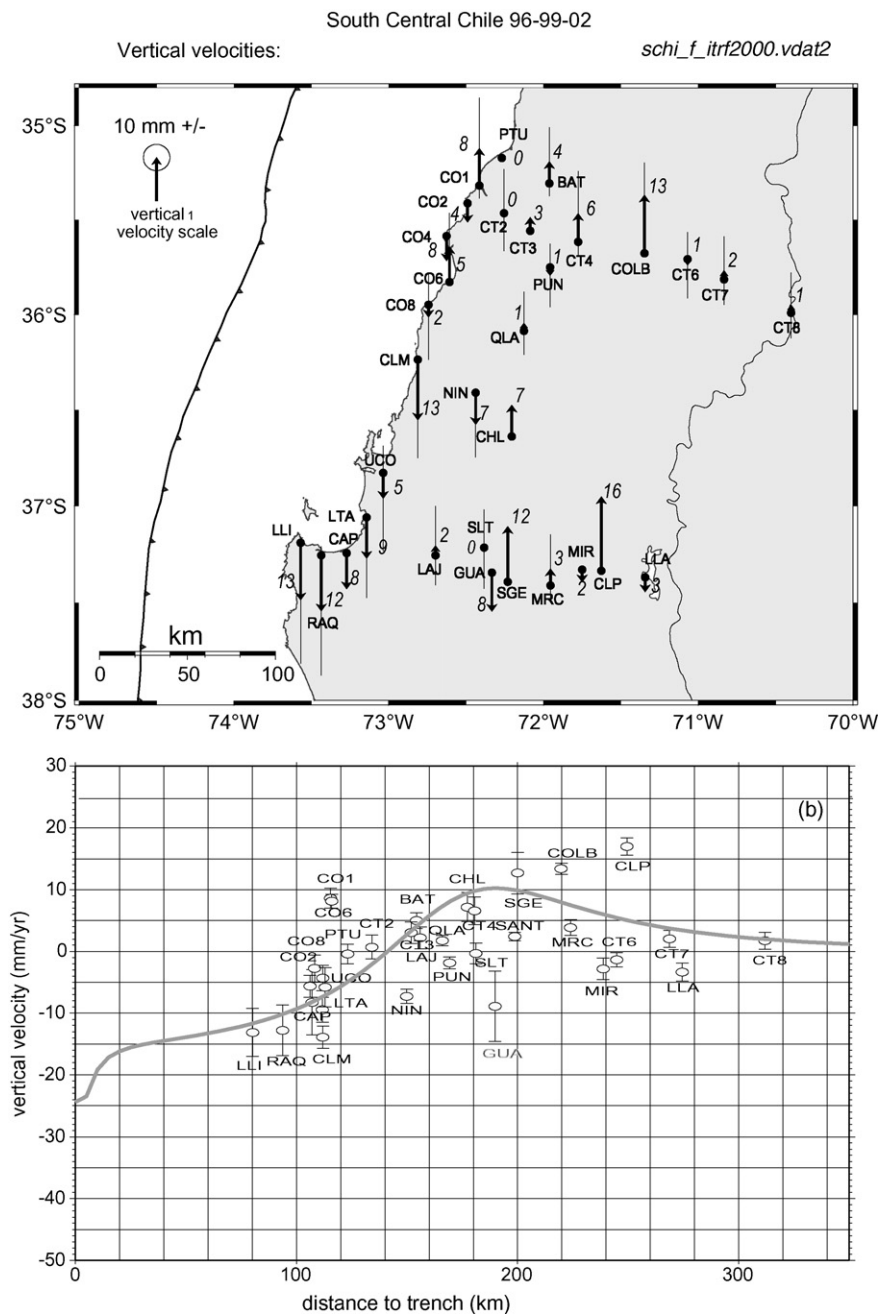 South Central Chile 96-99-02
Vertical velocities: schi_f_itrf2000.vdat2
35°S
36°S
37°S
38°S
75°W 74°W 73°W 72°W 71°W 70°W
10 mm +/-
vertical 1
velocity scale
km
0 50 100
PTU 0
8 CO1
4 BAT
CO2 4
0 CT2
3 CT3
6 CT4
13 COLB
CO4 8
CO6 5
1 PUN
1 CT6
2 CT7
CO8 2
1 QLA
1 CT8
CLM 13
NIN 7
7 CHL
UCO 5
LLI 13
LTA 9
CAP 8
RAQ 12
2 LAJ
SLT 0
GUA 8
12 SGE
3 MRC
MIR 2
16 CLP
LLA 3
(b)
vertical velocity (mm/yr)
30
20
10
0
-10
-20
-30
-40
-50
COLB
CLP
CO1
CHL
BAT
SGE
CO6
CT2
PTU
QLA
CT4
SANT
CO8
CT3
MRC
CT6
LAJ
CO2
PUN
SLT
CT7
CT8
UCO
MIR
LLA
LTA
NIN
CAP
LLI
RAQ
CLM
GUA
0 100 200 300
distance to trench (km)